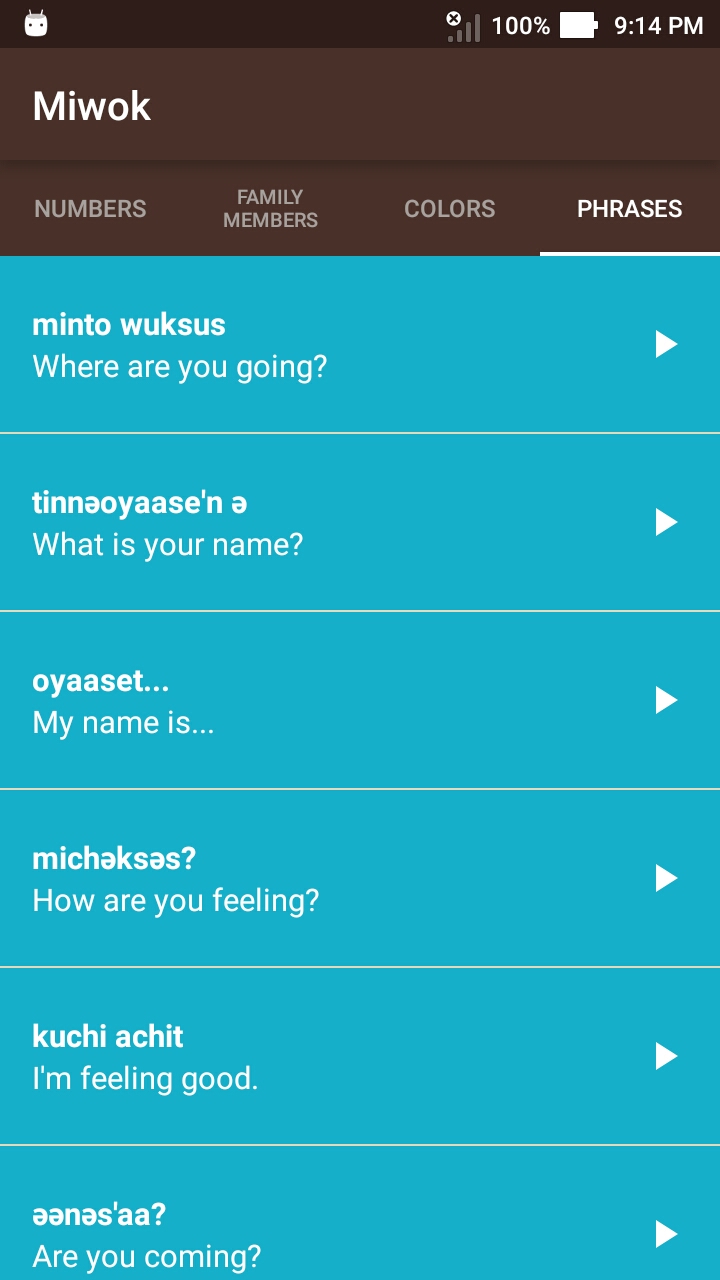 100% 9:14 PM
Miwok
NUMBERS
FAMILY
MEMBERS
COLORS
PHRASES
minto wuksus
Where are you going?
tinnəoyaase'n ə
What is your name?
oyaaset...
My name is...
michəksəs?
How are you feeling?
kuchi achit
I'm feeling good.
əənəs'aa?
Are you coming?